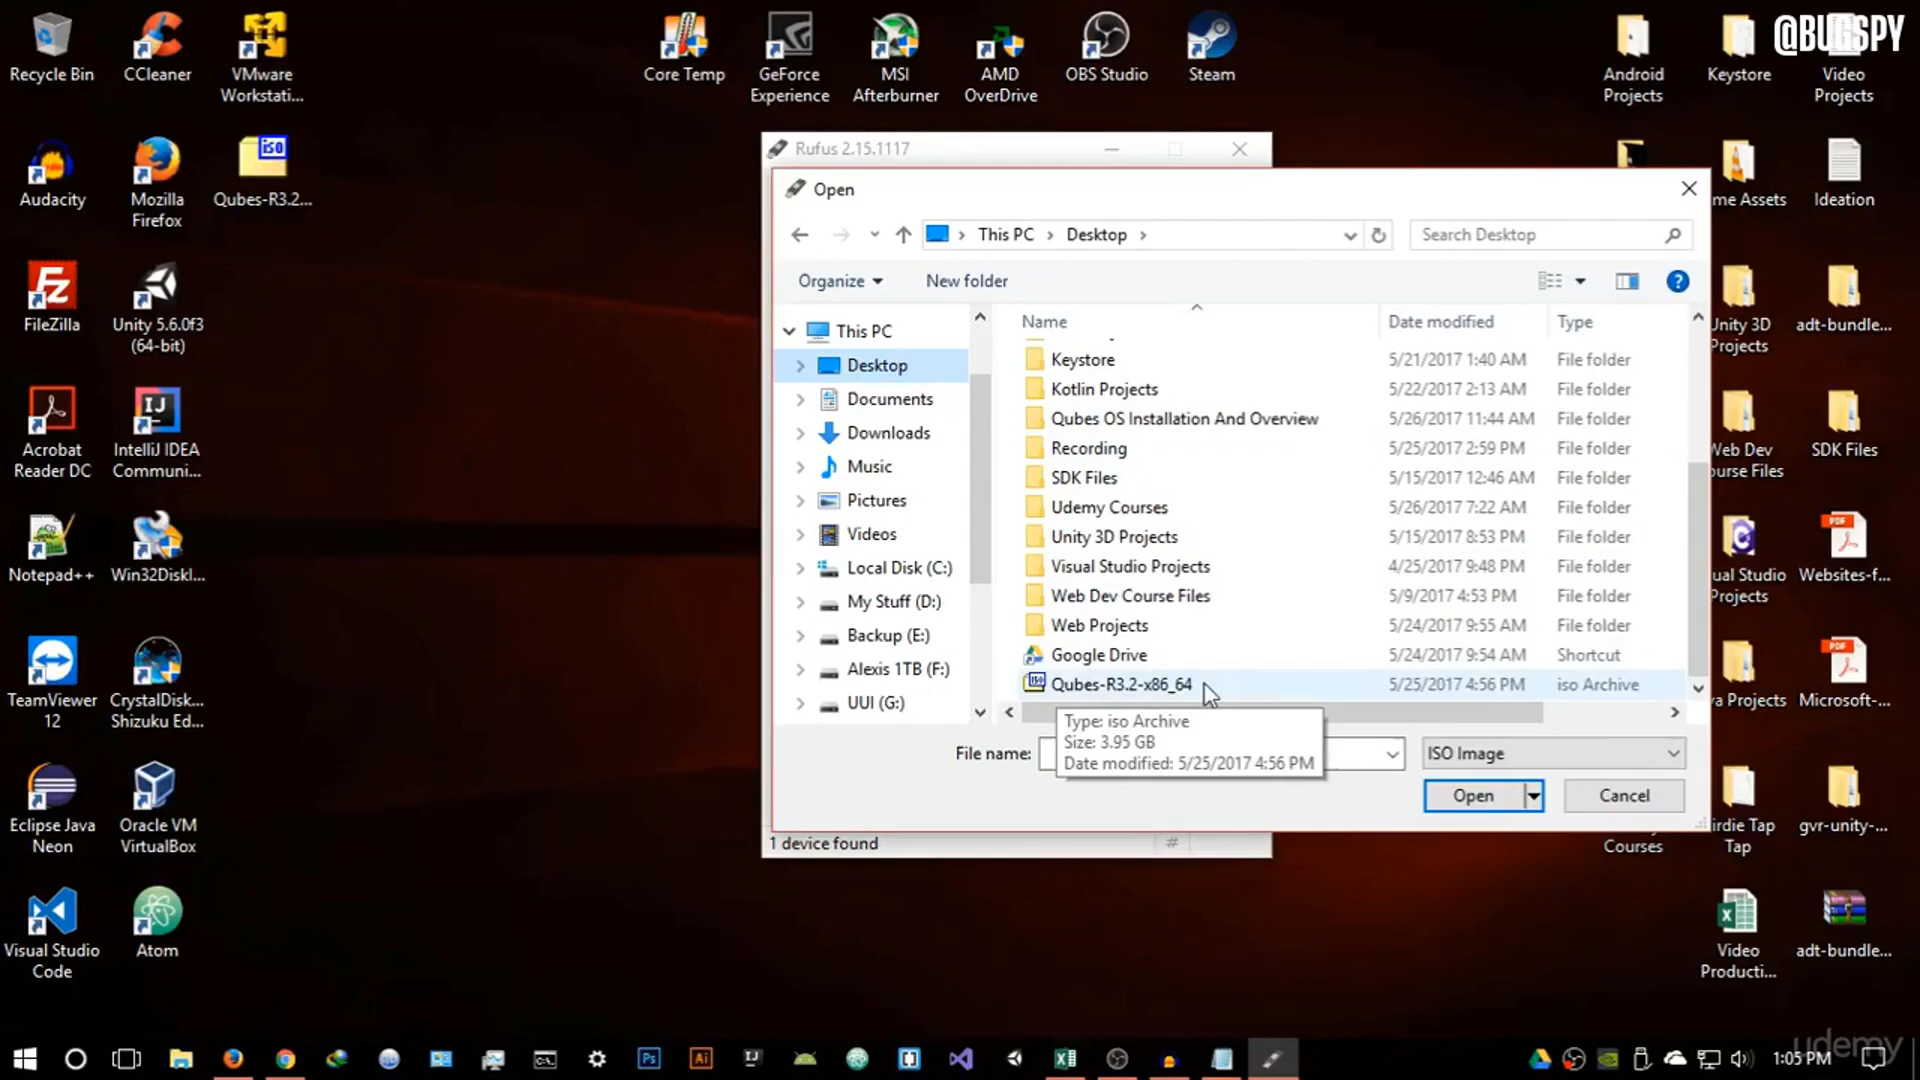 Recycle Bin
CCleaner
VMware
Workstati...
Core Temp
GeForce
Experience
MSI
Afterburner
AMD
OverDrive
OBS Studio
Steam
Android
Projects
Keystore
Video
Projects
@BUGSPY
Audacity
Mozilla
Firefox
iso
Qubes-R3.2...
me Assets
Ideation
FileZilla
Unity 5.6.0f3
(64-bit)
Unity 3D
Projects
adt-bundle...
Acrobat
Reader DC
IntelliJ IDEA
Communi...
Web Dev
ourse Files
SDK Files
Notepad++
Win32DiskI...
ual Studio
Projects
PDF
Websites-f...
TeamViewer
12
CrystalDisk...
Shizuku Ed...
va Projects
PDF
Microsoft-...
Eclipse Java
Neon
Oracle VM
VirtualBox
Courses
irdie Tap
Tap
gvr-unity-...
Visual Studio
Code
Atom
Video
Producti...
adt-bundle...
Rufus 2.15.1117
Open
This PC > Desktop >
Search Desktop
Organize
New folder
This PC
Desktop
Documents
Downloads
Music
Pictures
Videos
Local Disk (C:)
My Stuff (D:)
Backup (E:)
Alexis 1TB (F:)
UUI (G:)
Name Date modified Type
Keystore 5/21/2017 1:40 AM File folder
Kotlin Projects 5/22/2017 2:13 AM File folder
Qubes OS Installation And Overview 5/26/2017 11:44 AM File folder
Recording 5/25/2017 2:59 PM File folder
SDK Files 5/15/2017 12:46 AM File folder
Udemy Courses 5/26/2017 7:22 AM File folder
Unity 3D Projects 5/15/2017 8:53 PM File folder
Visual Studio Projects 4/25/2017 9:48 PM File folder
Web Dev Course Files 5/9/2017 4:53 PM File folder
Web Projects 5/24/2017 9:55 AM File folder
Google Drive 5/24/2017 9:54 AM Shortcut
Qubes-R3.2-x86_64 5/25/2017 4:56 PM iso Archive
Type: iso Archive
Size: 3.95 GB
Date modified: 5/25/2017 4:56 PM
File name:
ISO Image
Open
Cancel
1 device found
#
udemy
1:05 PM